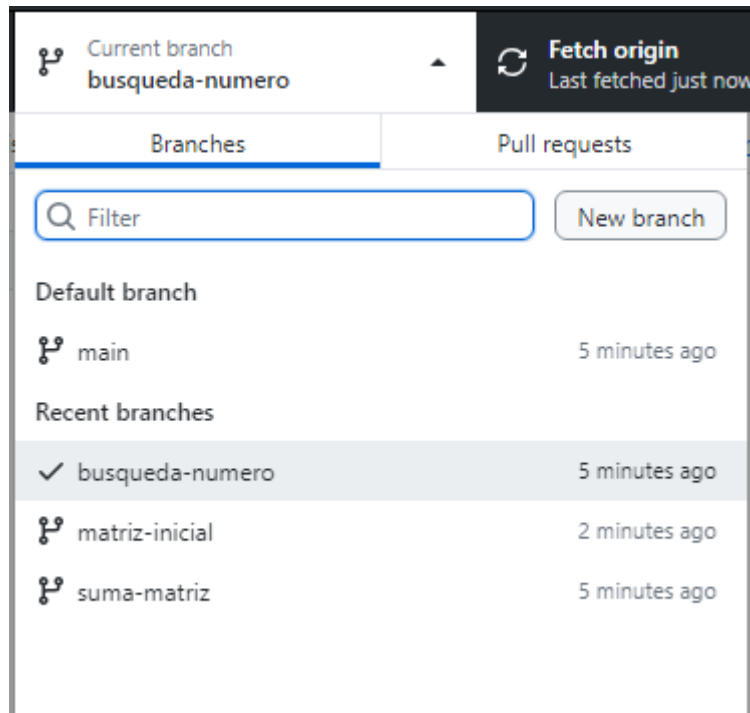 Current branch
busqueda-numero
Fetch origin
Last fetched just now
Branches
Pull requests
Filter
New branch
Default branch
main 5 minutes ago
Recent branches
busqueda-numero 5 minutes ago
matriz-inicial 2 minutes ago
suma-matriz 5 minutes ago